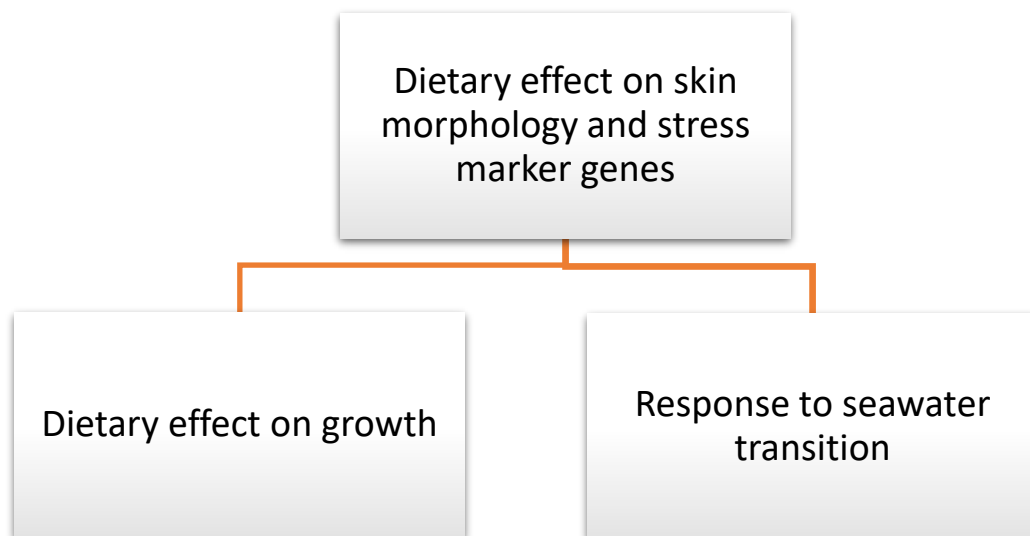 Dietary effect on skin
morphology and stress
marker genes
Dietary effect on growth
Response to seawater
transition